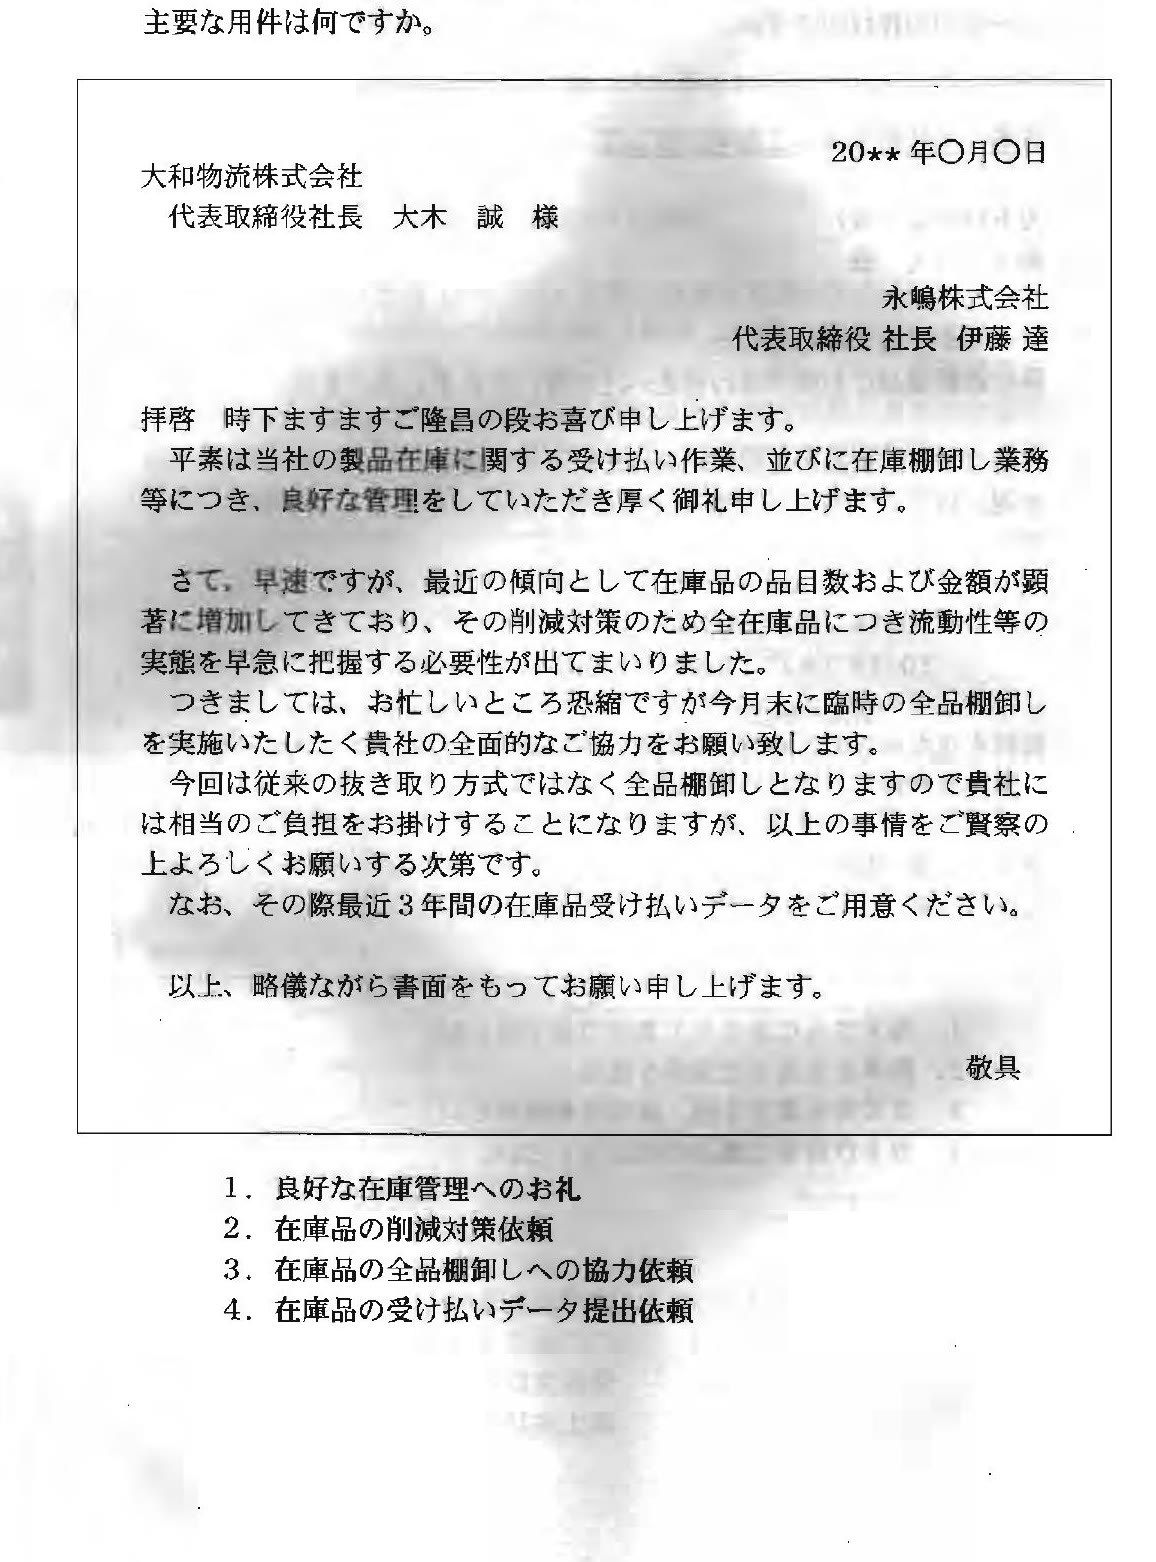 主要な用件は何ですか。
20** 年〇月〇日
大和物流株式会社
代表取締役社長 大木 誠 様
永嶋株式会社
代表取締役 社長 伊藤 達
拝啓 時下ますますご隆昌の段お喜び申し上げます。
平素は当社の製品在庫に関する受け払い作業、並びに在庫棚卸し業務
等につき、良好な管理をしていただき厚く御礼申し上げます。
さて、早速ですが、最近の傾向として在庫品の品目数および金額が顕
著に増加してきており、その削減対策のため全在庫品につき流動性等の
実態を早急に把握する必要性が出てまいりました。
つきましては、お忙しいところ恐縮ですが今月末に臨時の全品棚卸し
を実施いたしたく貴社の全面的なご協力をお願い致します。
今回は従来の抜き取り方式ではなく全品棚卸しとなりますので貴社に
は相当のご負担をお掛けすることになりますが、以上の事情をご賢察の
上よろしくお願いする次第です。
なお、その際最近３年間の在庫品受け払いデータをご用意ください。
以上、略儀ながら書面をもってお願い申し上げます。
敬具
１．良好な在庫管理へのお礼
２．在庫品の削減対策依頼
３．在庫品の全品棚卸しへの協力依頼
４．在庫品の受け払いデータ提出依頼